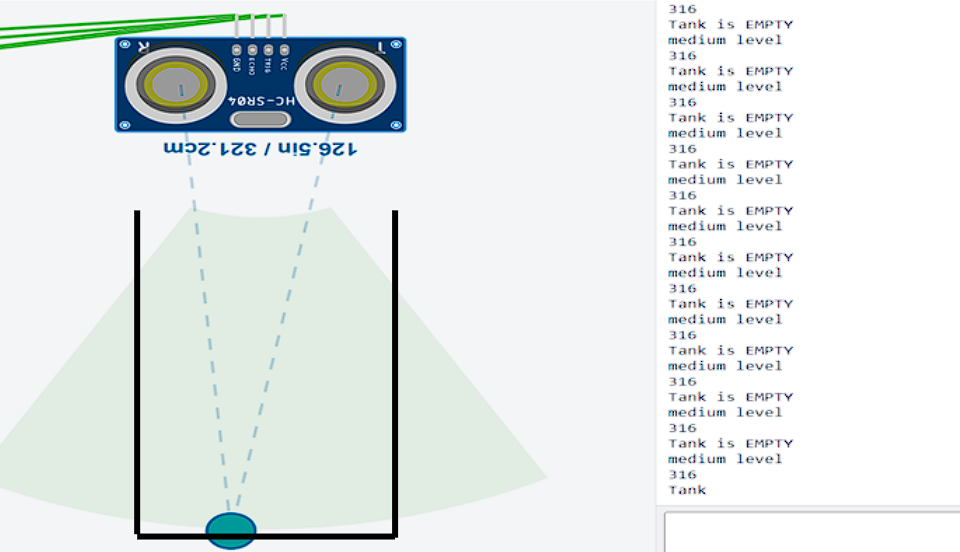 R T
GND ECHO TRIG Vcc
HC-SR04
126.5in / 321.2cm
316
Tank is EMPTY
medium level
316
Tank is EMPTY
medium level
316
Tank is EMPTY
medium level
316
Tank is EMPTY
medium level
316
Tank is EMPTY
medium level
316
Tank is EMPTY
medium level
316
Tank is EMPTY
medium level
316
Tank is EMPTY
medium level
316
Tank is EMPTY
medium level
316
Tank is EMPTY
medium level
316
Tank